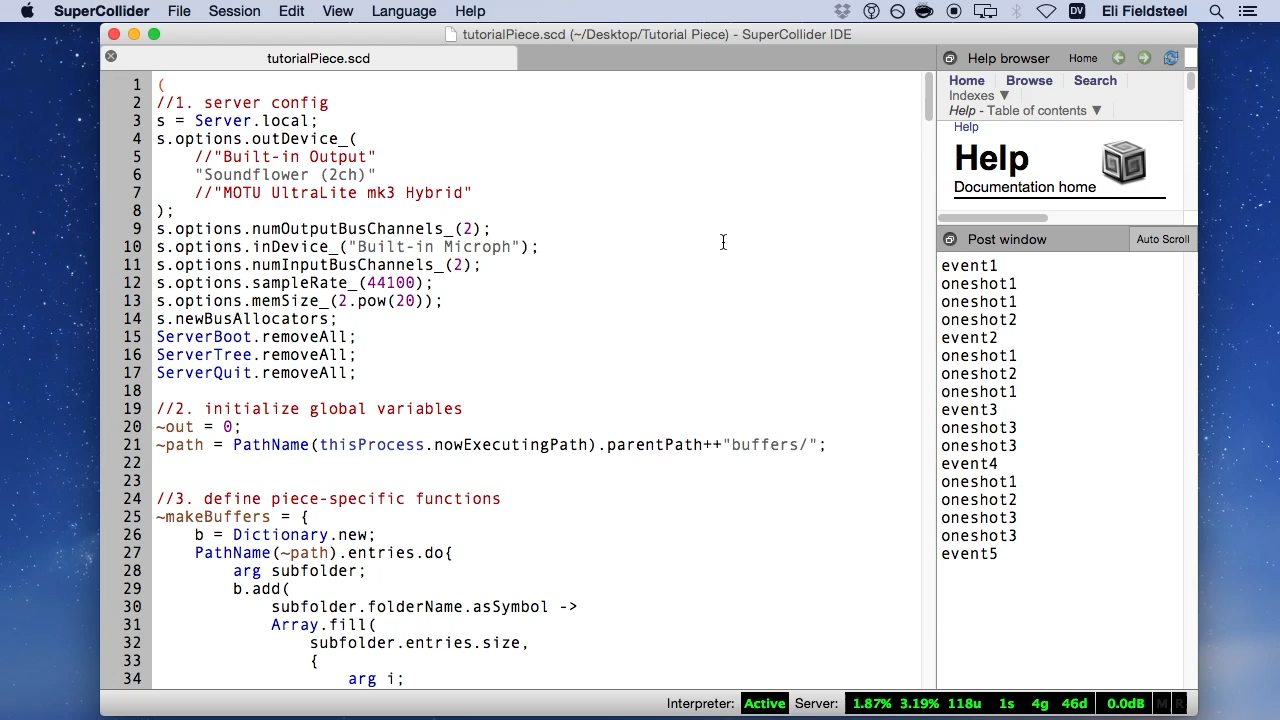 SuperCollider File Session Edit View Language Help DV Eli Fieldsteel
tutorialPiece.scd (~/Desktop/Tutorial Piece) - SuperCollider IDE
tutorialPiece.scd
1 (
2 //1. server config
3 s = Server.local;
4 s.options.outDevice_(
5 //"Built-in Output"
6 "Soundflower (2ch)"
7 //"MOTU UltraLite mk3 Hybrid"
8 );
9 s.options.numOutputBusChannels_(2);
10 s.options.inDevice_("Built-in Microph");
11 s.options.numInputBusChannels_(2);
12 s.options.sampleRate_(44100);
13 s.options.memSize_(2.pow(20));
14 s.newBusAllocators;
15 ServerBoot.removeAll;
16 ServerTree.removeAll;
17 ServerQuit.removeAll;
18
19 //2. initialize global variables
20 ~out = 0;
21 ~path = PathName(thisProcess.nowExecutingPath).parentPath++"buffers/";
22
23
24 //3. define piece-specific functions
25 ~makeBuffers = {
26 b = Dictionary.new;
27 PathName(~path).entries.do{
28 arg subfolder;
29 b.add(
30 subfolder.folderName.asSymbol ->
31 Array.fill(
32 subfolder.entries.size,
33 {
34 arg i;
Help browser Home
Home Browse Search
Indexes ▼
Help - Table of contents ▼
Help
Help
Documentation home
Post window Auto Scroll
event1
oneshot1
oneshot1
oneshot2
event2
oneshot1
oneshot2
oneshot1
event3
oneshot3
oneshot3
event4
oneshot1
oneshot2
oneshot3
oneshot3
event5
Interpreter: Active Server: 1.87% 3.19% 118u 1s 4g 46d 0.0dB M R